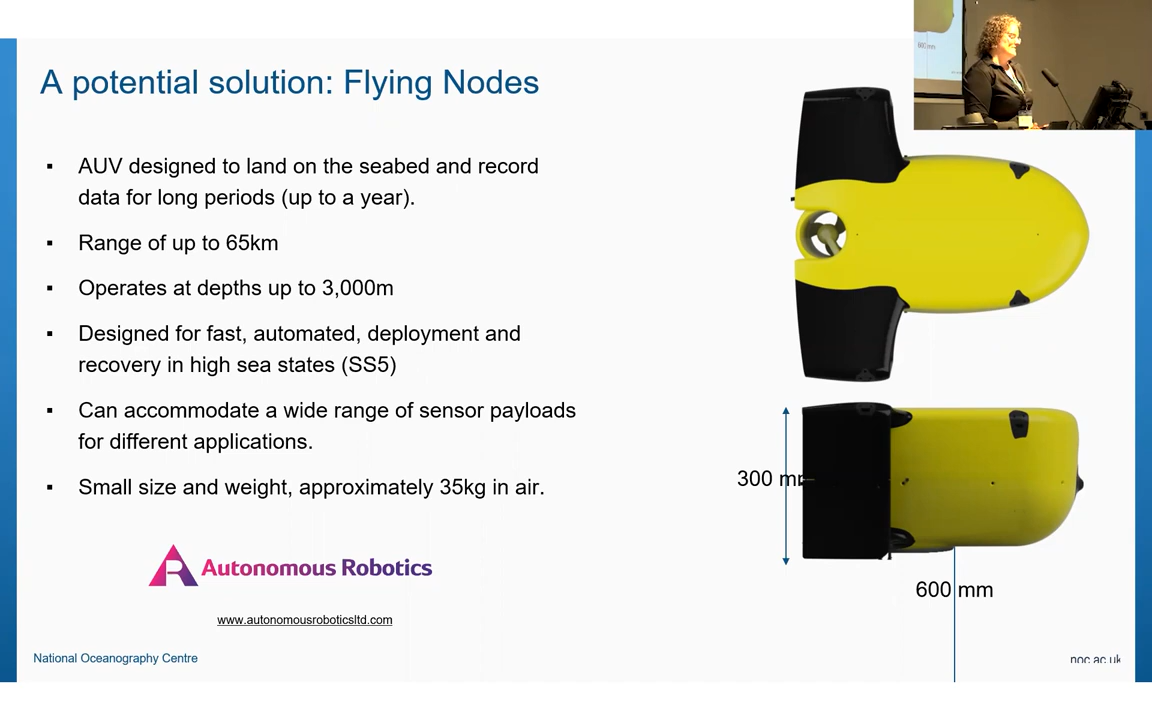 A potential solution: Flying Nodes
▪ AUV designed to land on the seabed and record
data for long periods (up to a year).
▪ Range of up to 65km
▪ Operates at depths up to 3,000m
▪ Designed for fast, automated, deployment and
recovery in high sea states (SS5)
▪ Can accommodate a wide range of sensor payloads
for different applications.
▪ Small size and weight, approximately 35kg in air.
300 mm
600 mm
Autonomous Robotics
www.autonomousroboticsltd.com
National Oceanography Centre
noc.ac.uk
600 mm